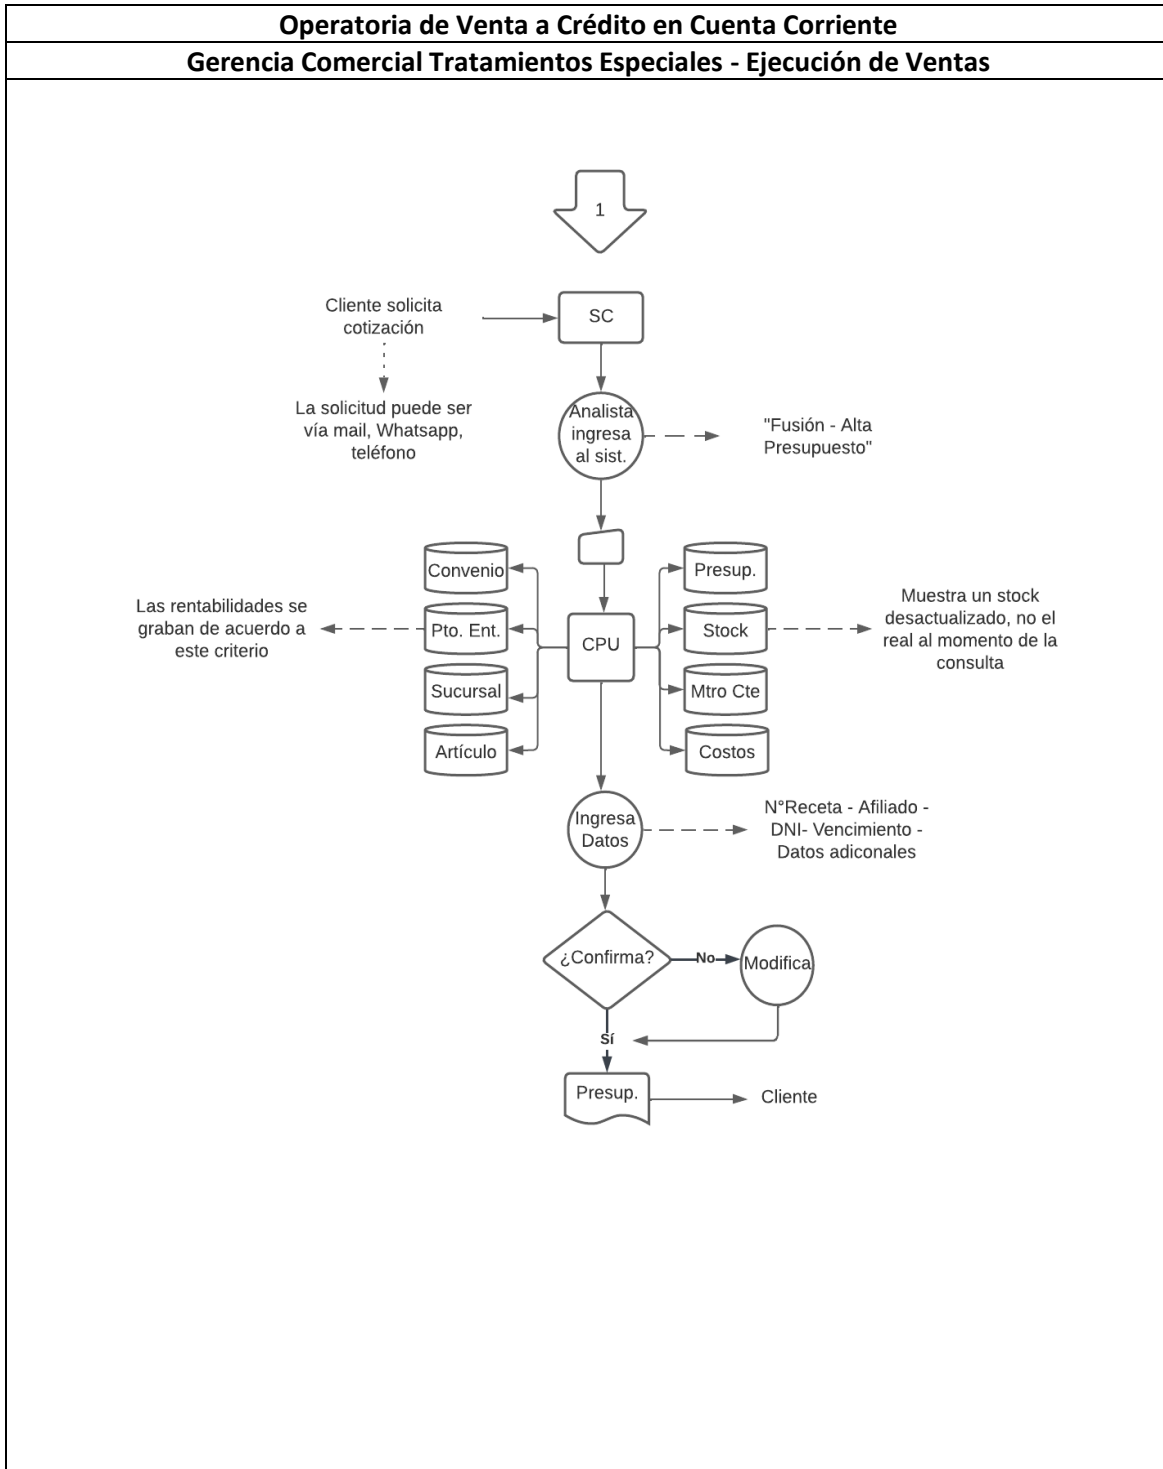 Operatoria de Venta a Crédito en Cuenta Corriente
Gerencia Comercial Tratamientos Especiales - Ejecución de Ventas
1
Cliente solicita
cotización
SC
La solicitud puede ser
vía mail, Whatsapp,
teléfono
Analista
ingresa
al sist.
"Fusión - Alta
Presupuesto"
Convenio
Presup.
Las rentabilidades se
graban de acuerdo a
este criterio
Pto. Ent.
CPU
Stock
Muestra un stock
desactualizado, no el
real al momento de la
consulta
Sucursal
Mtro Cte
Artículo
Costos
Ingresa
Datos
N°Receta - Afiliado -
DNI- Vencimiento -
Datos adiconales
¿Confirma?
No
Modifica
Sí
Presup.
Cliente